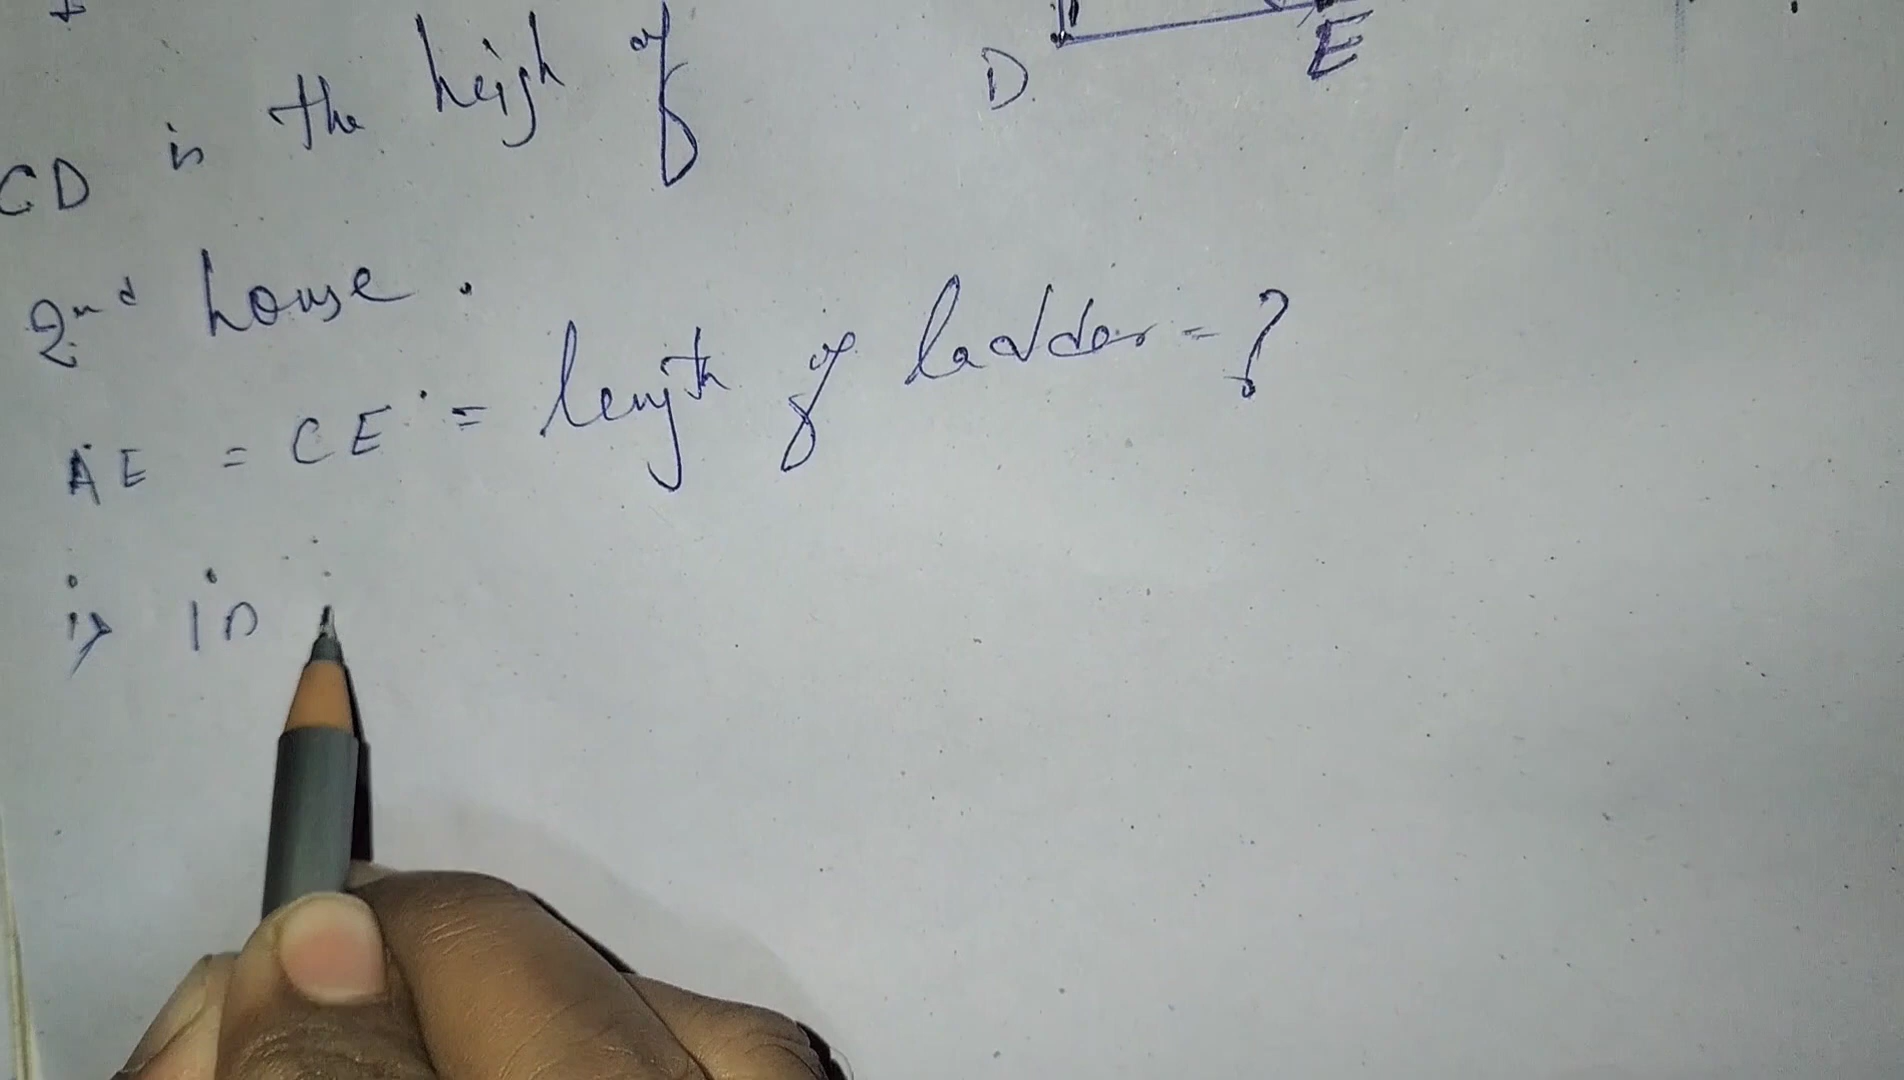 D E
CD is the heigh of
2nd house.
AE = CE = length of ladder = ?
i> in